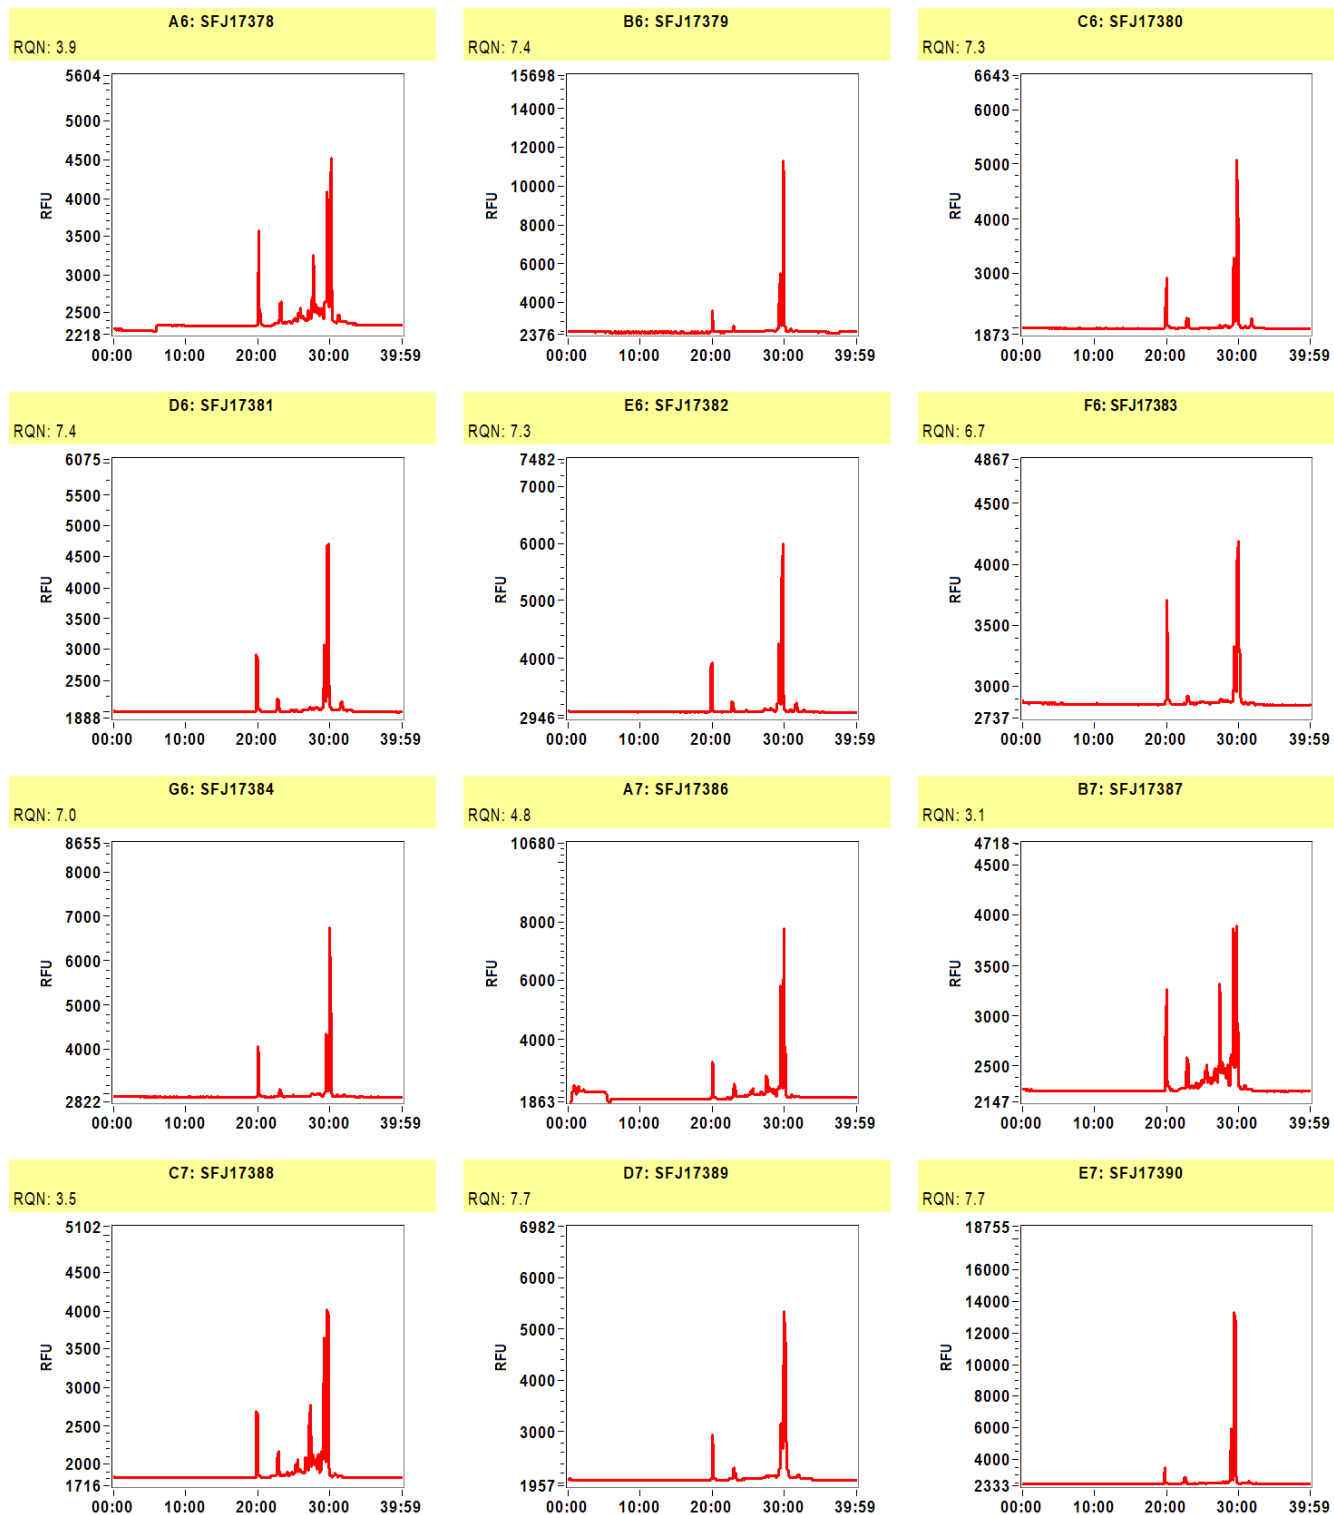 A6: SFJ17378
RQN: 3.9
5604
5000
4500
4000
3500
3000
2500
2218
RFU
00:00 10:00 20:00 30:00 39:59
B6: SFJ17379
RQN: 7.4
15698
14000
12000
10000
8000
6000
4000
2376
RFU
00:00 10:00 20:00 30:00 39:59
C6: SFJ17380
RQN: 7.3
6643
6000
5000
4000
3000
1873
RFU
00:00 10:00 20:00 30:00 39:59
D6: SFJ17381
RQN: 7.4
6075
5500
5000
4500
4000
3500
3000
2500
1888
RFU
00:00 10:00 20:00 30:00 39:59
E6: SFJ17382
RQN: 7.3
7482
7000
6000
5000
4000
2946
RFU
00:00 10:00 20:00 30:00 39:59
F6: SFJ17383
RQN: 6.7
4867
4500
4000
3500
3000
2737
RFU
00:00 10:00 20:00 30:00 39:59
G6: SFJ17384
RQN: 7.0
8655
8000
7000
6000
5000
4000
2822
RFU
00:00 10:00 20:00 30:00 39:59
A7: SFJ17386
RQN: 4.8
10680
8000
6000
4000
1863
RFU
00:00 10:00 20:00 30:00 39:59
B7: SFJ17387
RQN: 3.1
4718
4500
4000
3500
3000
2500
2147
RFU
00:00 10:00 20:00 30:00 39:59
C7: SFJ17388
RQN: 3.5
5102
4500
4000
3500
3000
2500
2000
1716
RFU
00:00 10:00 20:00 30:00 39:59
D7: SFJ17389
RQN: 7.7
6982
6000
5000
4000
3000
1957
RFU
00:00 10:00 20:00 30:00 39:59
E7: SFJ17390
RQN: 7.7
18755
16000
14000
12000
10000
8000
6000
4000
2333
RFU
00:00 10:00 20:00 30:00 39:59